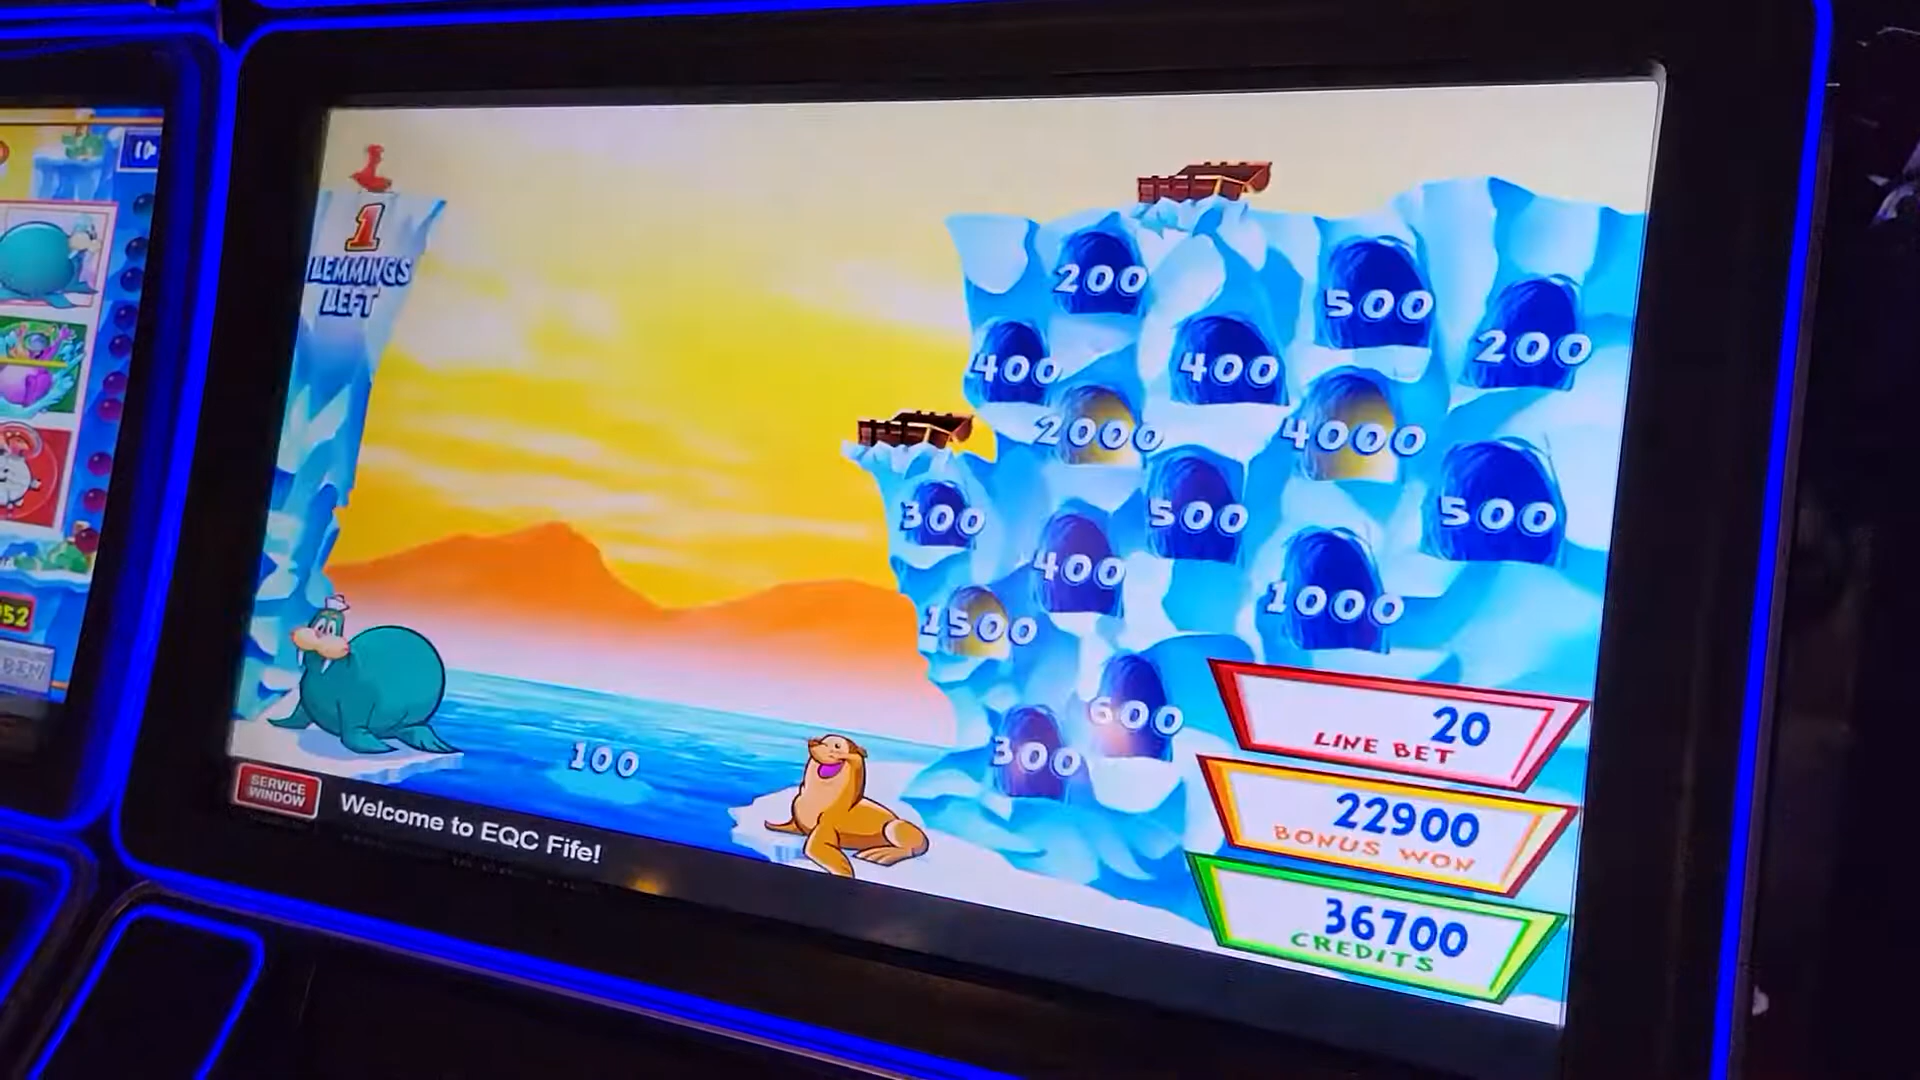 1
LEMMINGS
LEFT
200
500
200
400
400
2000
4000
300
500
500
400
1000
1500
600
300
100
20
LINE BET
22900
BONUS WON
36700
CREDITS
SERVICE
WINDOW
Welcome to EQC Fife!
52